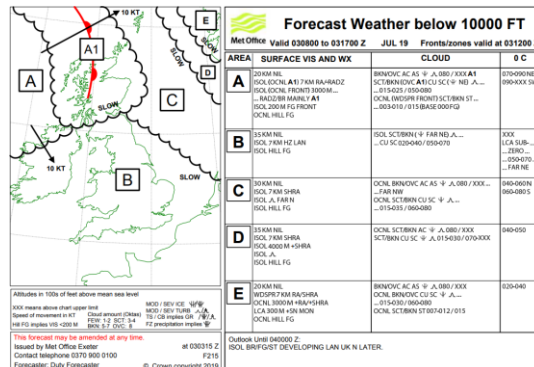 10 KT
A1
E
D
A
C
SLOW
SLOW
SLOW
10 KT
B
Altitudes in 100s of feet above mean sea level
XXX means above chart upper limit
Speed of movement in KT
Cloud amount (Oktas)
FEW: 1-2 SCT: 3-4
BKN: 5-7 OVC: 8
Hill FG implies VIS <200 M
MOD / SEV ICE
MOD / SEV TURB
TS / CB implies GR
FZ precipitation implies
This forecast may be amended at any time.
Issued by Met Office Exeter at 030315 Z
Contact telephone 0370 900 0100 F215
Forecaster: Duty Forecaster © Crown copyright 2019
Met Office
Forecast Weather below 10000 FT
Valid 030800 to 031700 Z JUL 19 Fronts/zones valid at 031200
AREA SURFACE VIS AND WX CLOUD 0 C
A
30 KM NIL
ISOL (OCNL A1) 7 KM RA/+RADZ
ISOL (OCNL FRONT) 3000 M ...
... RADZ/BR MAINLY A1
ISOL 200 M FG FRONT
OCNL HILL FG
BKN/OVC AC AS 080 / XXX A1
SCT/BKN (OVC A1) CU SC ( NE) ...
... 015-025 / 050-080
OCNL (WDSPR FRONT) SCT/BKN ST ...
... 003-010 / 015 (BASE 000 FG)
070-090 N
090-XXX S
B
35 KM NIL
ISOL 7 KM HZ LAN
ISOL HILL FG
ISOL SCT/BKN ( FAR NE) ...
... CU SC 020-040 / 050-070
XXX
LCA SUB-...
... ZERO ...
... 050-070...
... FAR NE
C
30 KM NIL
ISOL 7 KM SHRA
ISOL FAR N
OCNL HILL FG
OCNL BKN/OVC AC AS 080 / XXX ...
... FAR NW
OCNL SCT/BKN CU SC ...
... 015-035 / 060-080
040-060 N
060-080 S
D
35 KM NIL
ISOL 7 KM SHRA
ISOL 4000 M +SHRA
ISOL
ISOL HILL FG
OCNL SCT/BKN AC 080 / XXX
SCT/BKN CU SC 015-030 / 070-XXX
040-050
E
20 KM NIL
WDSPR 7 KM RA/SHRA
OCNL 3000 M +RA/+SHRA
LCA 300 M +SN MON
OCNL HILL FG
OCNL BKN/OVC AC AS 080 / XXX
OCNL BKN/OVC CU SC ...
... 015-030 / 060-080
OCNL SCT/BKN ST 007-012 / 015
020-040
Outlook Until 040000 Z:
ISOL BR/FG/ST DEVELOPING LAN UK N LATER.